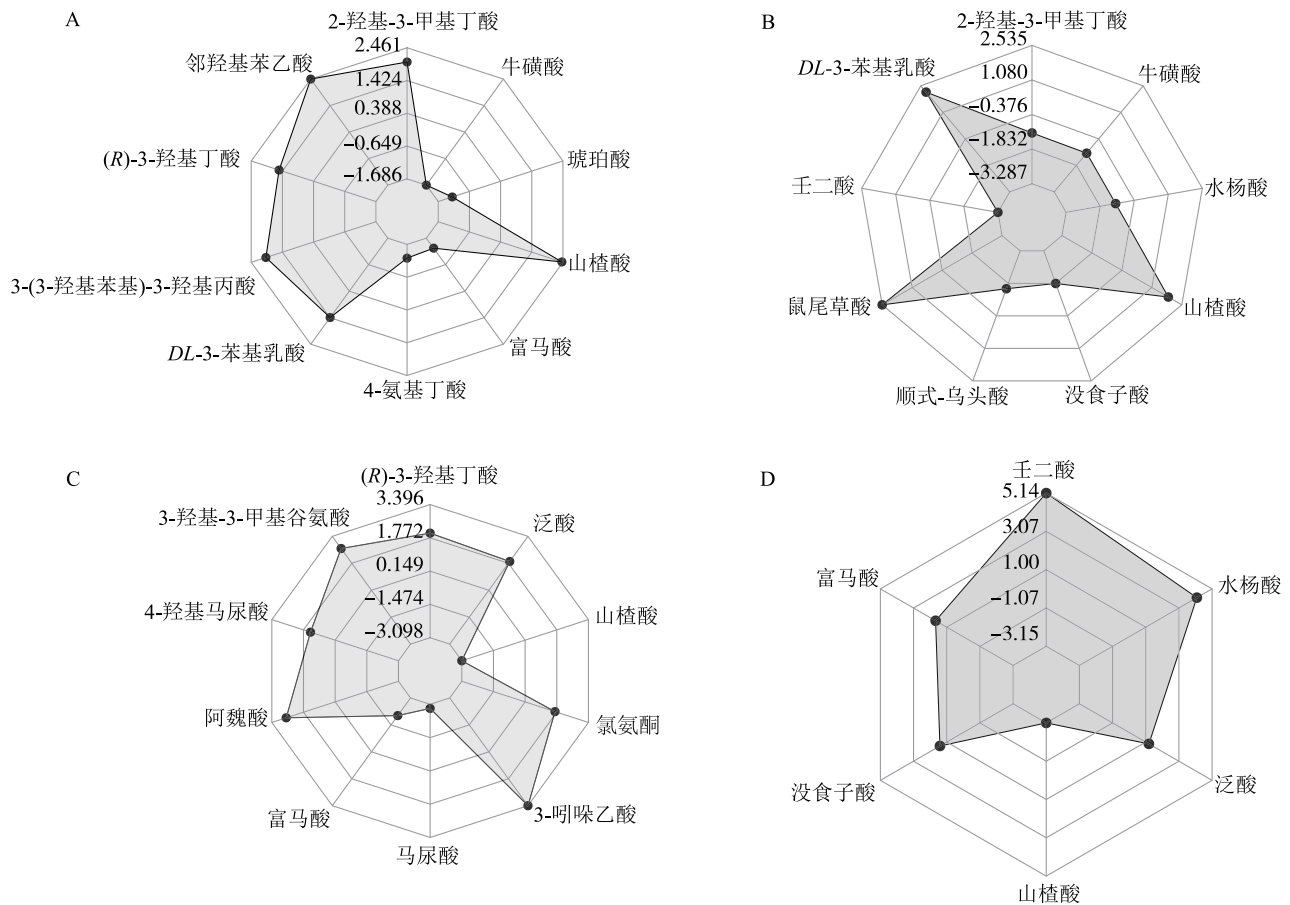 A
2-羟基-3-甲基丁酸
2.461
1.424
0.388
−0.649
−1.686
牛磺酸
琥珀酸
山楂酸
富马酸
4-氨基丁酸
DL-3-苯基乳酸
3-(3-羟基苯基)-3-羟基丙酸
(R)-3-羟基丁酸
邻羟基苯乙酸
B
2-羟基-3-甲基丁酸
2.535
1.080
−0.376
−1.832
−3.287
牛磺酸
水杨酸
山楂酸
没食子酸
顺式-乌头酸
鼠尾草酸
壬二酸
DL-3-苯基乳酸
C
(R)-3-羟基丁酸
3.396
1.772
0.149
−1.474
−3.098
泛酸
山楂酸
氯氨酮
3-吲哚乙酸
马尿酸
富马酸
阿魏酸
4-羟基马尿酸
3-羟基-3-甲基谷氨酸
D
壬二酸
5.14
3.07
1.00
−1.07
−3.15
水杨酸
泛酸
山楂酸
没食子酸
富马酸